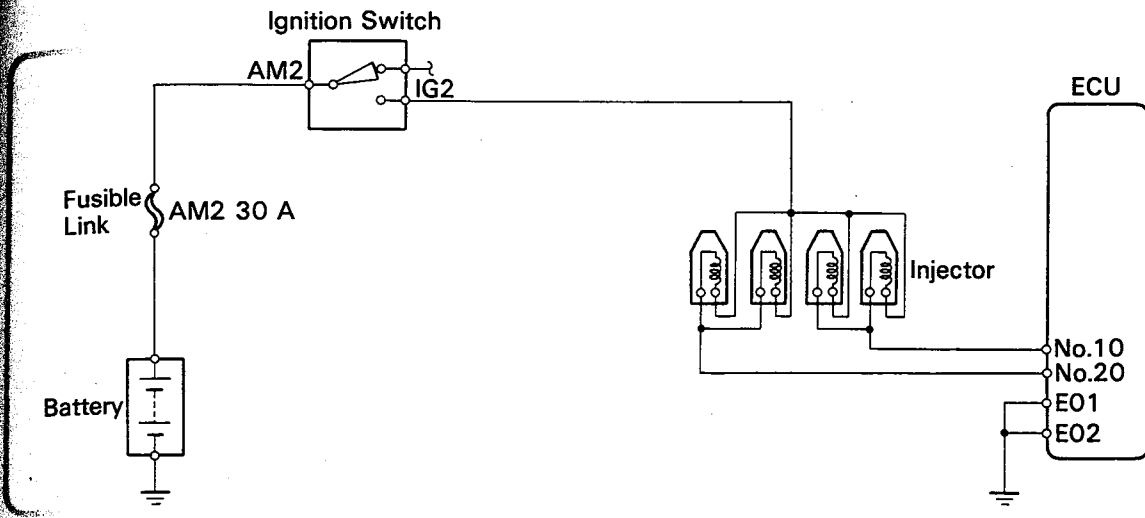 Ignition Switch
AM2
IG2
ECU
Fusible
Link
AM2 30 A
Injector
No.10
No.20
Battery
E01
E02